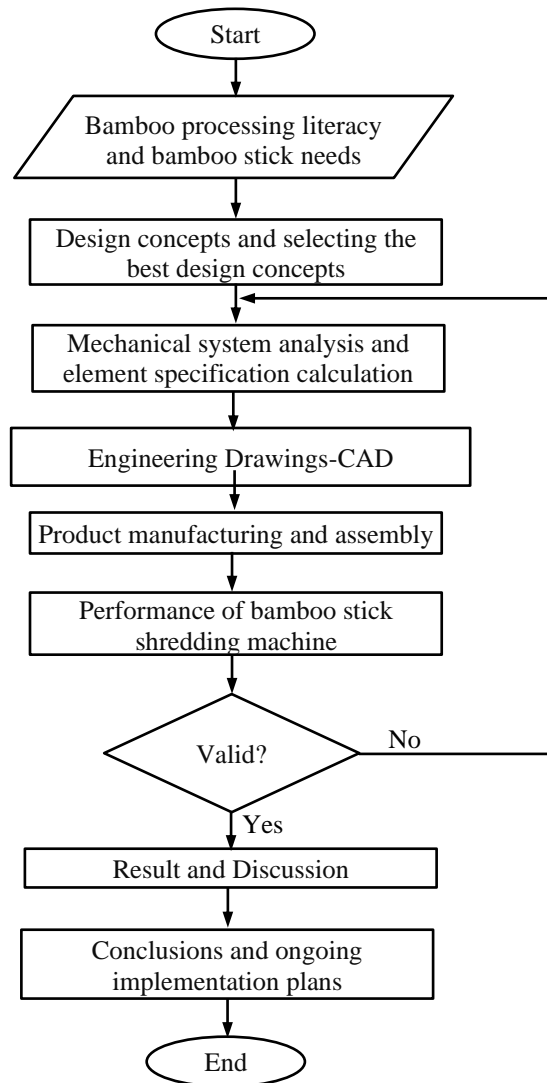 Start
Bamboo processing literacy
and bamboo stick needs
Design concepts and selecting the
best design concepts
Mechanical system analysis and
element specification calculation
Engineering Drawings-CAD
Product manufacturing and assembly
Performance of bamboo stick
shredding machine
Valid?
No
Yes
Result and Discussion
Conclusions and ongoing
implementation plans
End